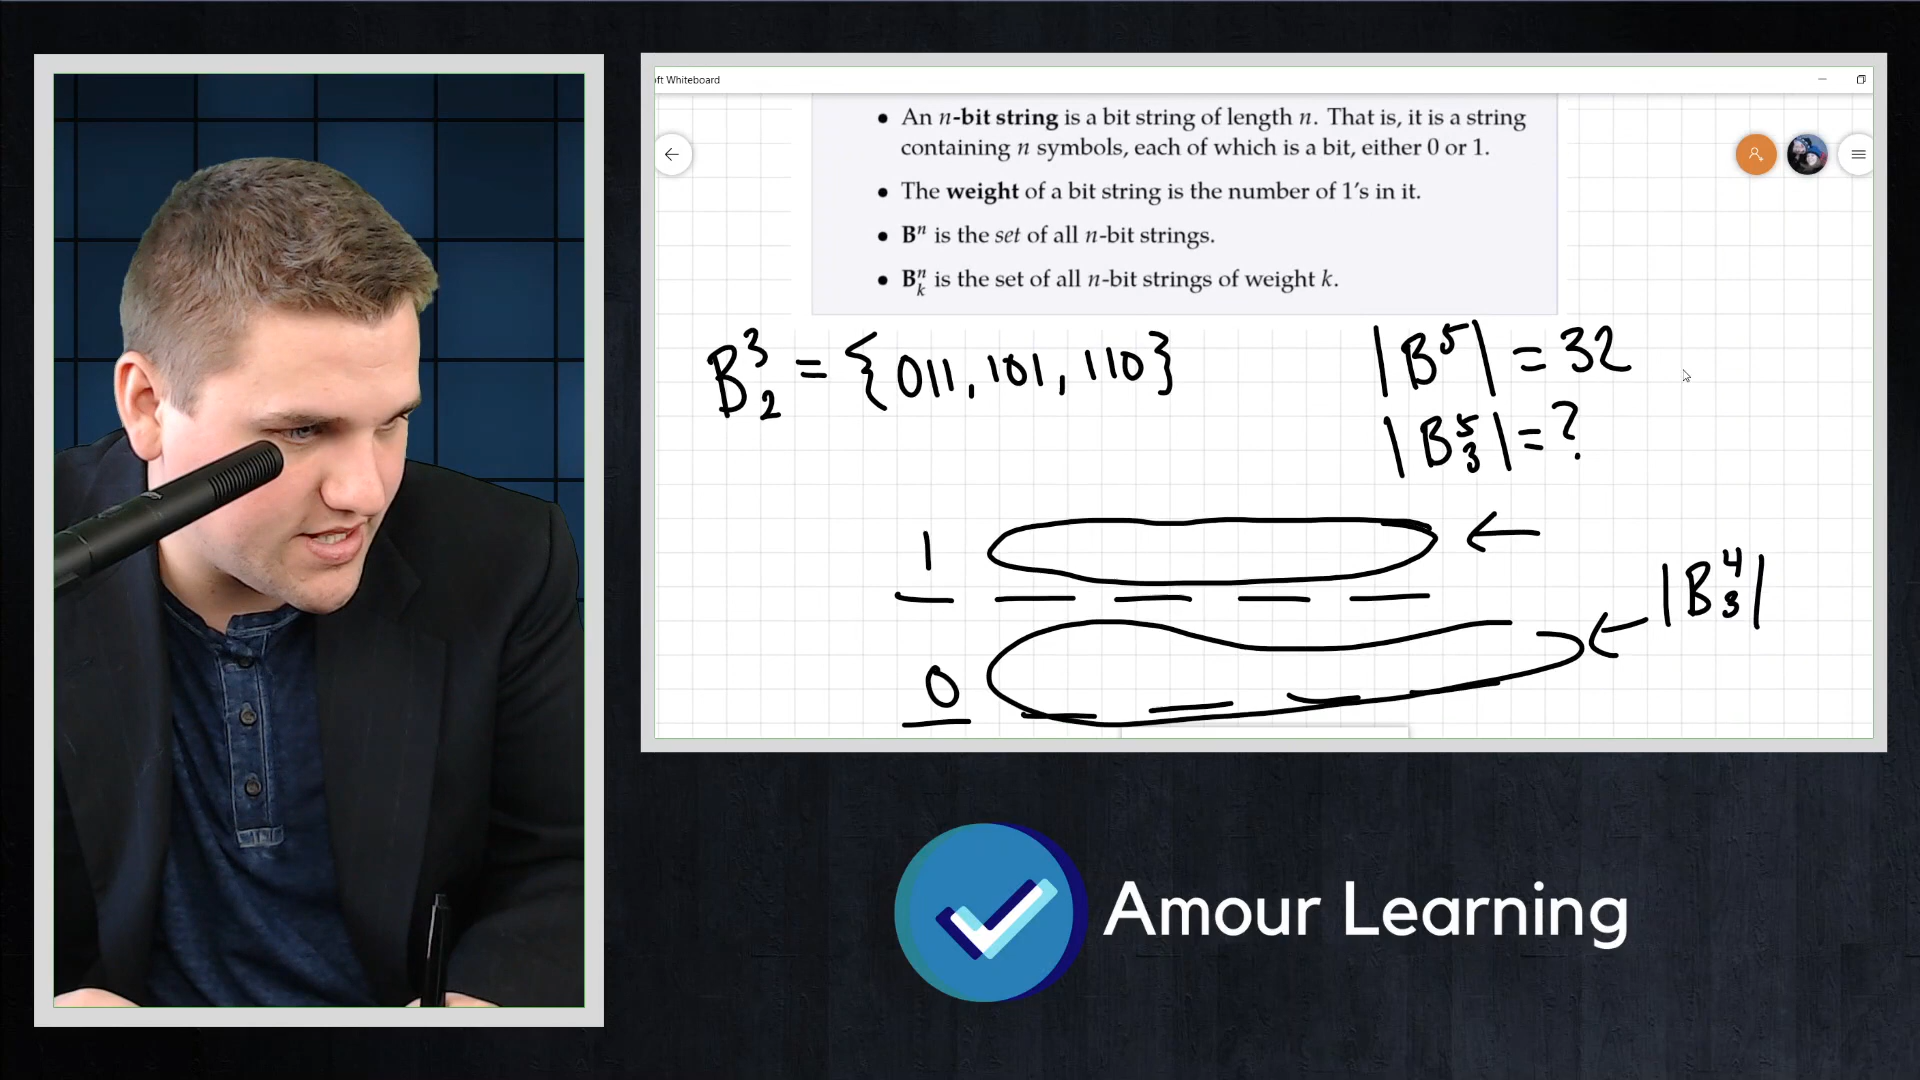 oft Whiteboard
• An n-bit string is a bit string of length n. That is, it is a string
containing n symbols, each of which is a bit, either 0 or 1.
• The weight of a bit string is the number of 1's in it.
• Bⁿ is the set of all n-bit strings.
• Bⁿₖ is the set of all n-bit strings of weight k.
B³₂ = {011, 101, 110}
|B⁵| = 32
|B⁵₃| = ?
1 ←
0 ← |B⁴₃|
Amour Learning